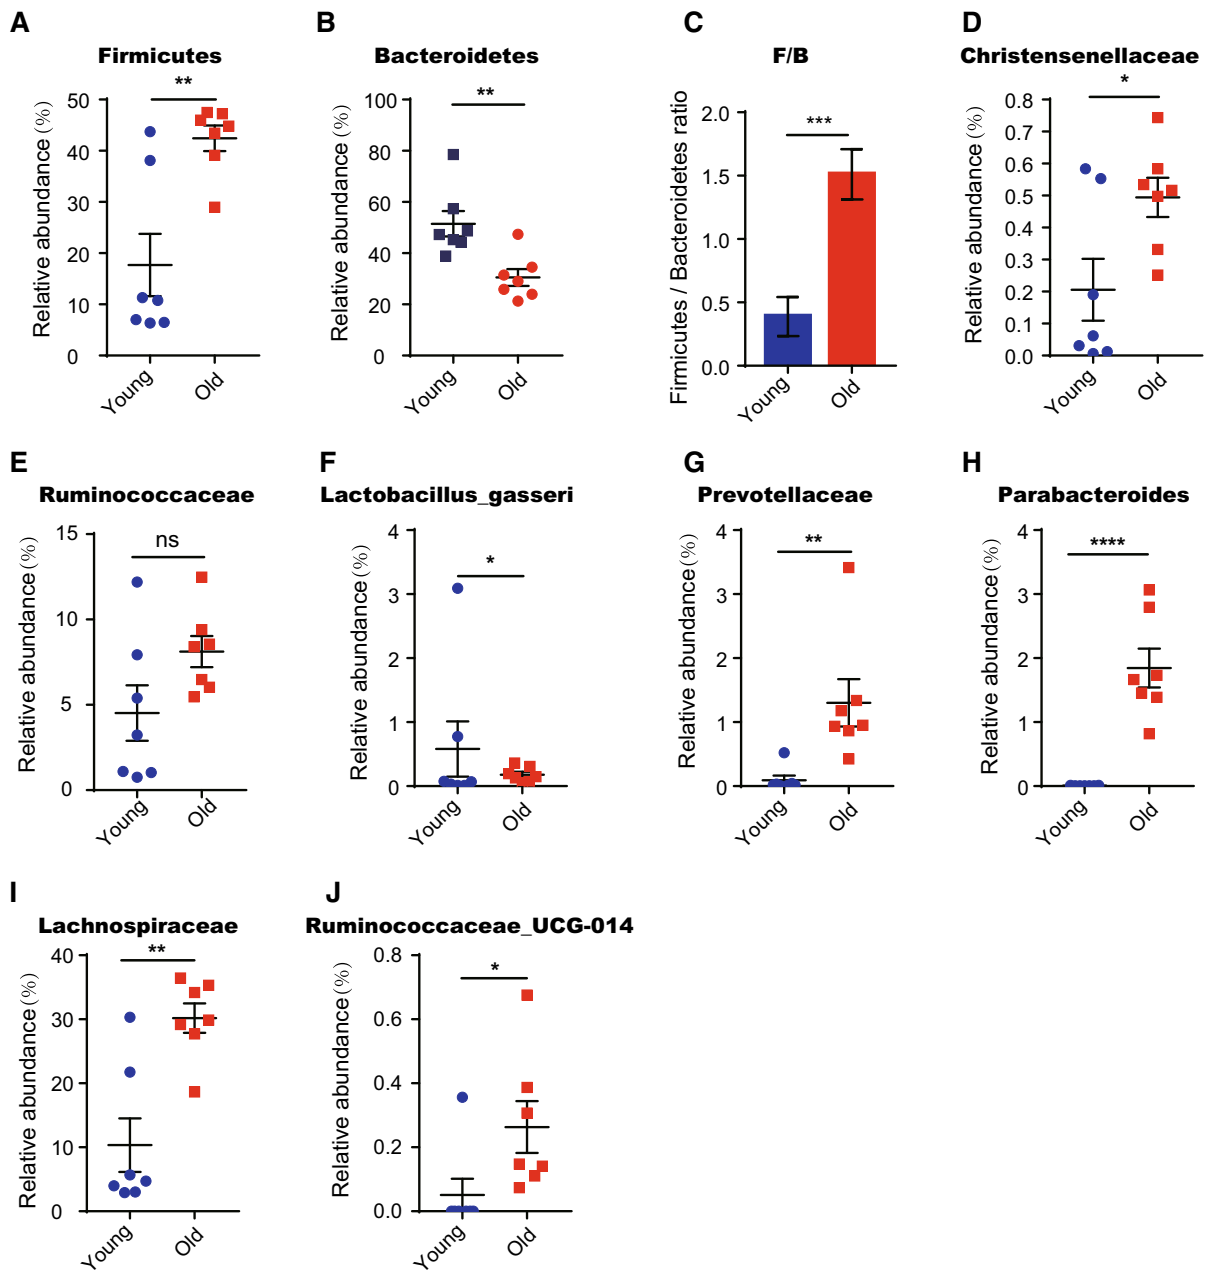 A
Firmicutes
**
Relative abundance (%)
50
40
30
20
10
0
Young
Old
B
Bacteroidetes
**
Relative abundance (%)
100
80
60
40
20
0
Young
Old
C
F/B
***
Firmicutes / Bacteroidetes ratio
2.0
1.5
1.0
0.5
0.0
Young
Old
D
Christensenellaceae
*
Relative abundance (%)
0.8
0.7
0.6
0.5
0.4
0.3
0.2
0.1
0.0
Young
Old
E
Ruminococcaceae
ns
Relative abundance (%)
15
10
5
0
Young
Old
F
Lactobacillus_gasseri
*
Relative abundance (%)
4
3
2
1
0
Young
Old
G
Prevotellaceae
**
Relative abundance (%)
4
3
2
1
0
Young
Old
H
Parabacteroides
****
Relative abundance (%)
4
3
2
1
0
Young
Old
I
Lachnospiraceae
**
Relative abundance (%)
40
30
20
10
0
Young
Old
J
Ruminococcaceae_UCG-014
*
Relative abundance (%)
0.8
0.6
0.4
0.2
0.0
Young
Old